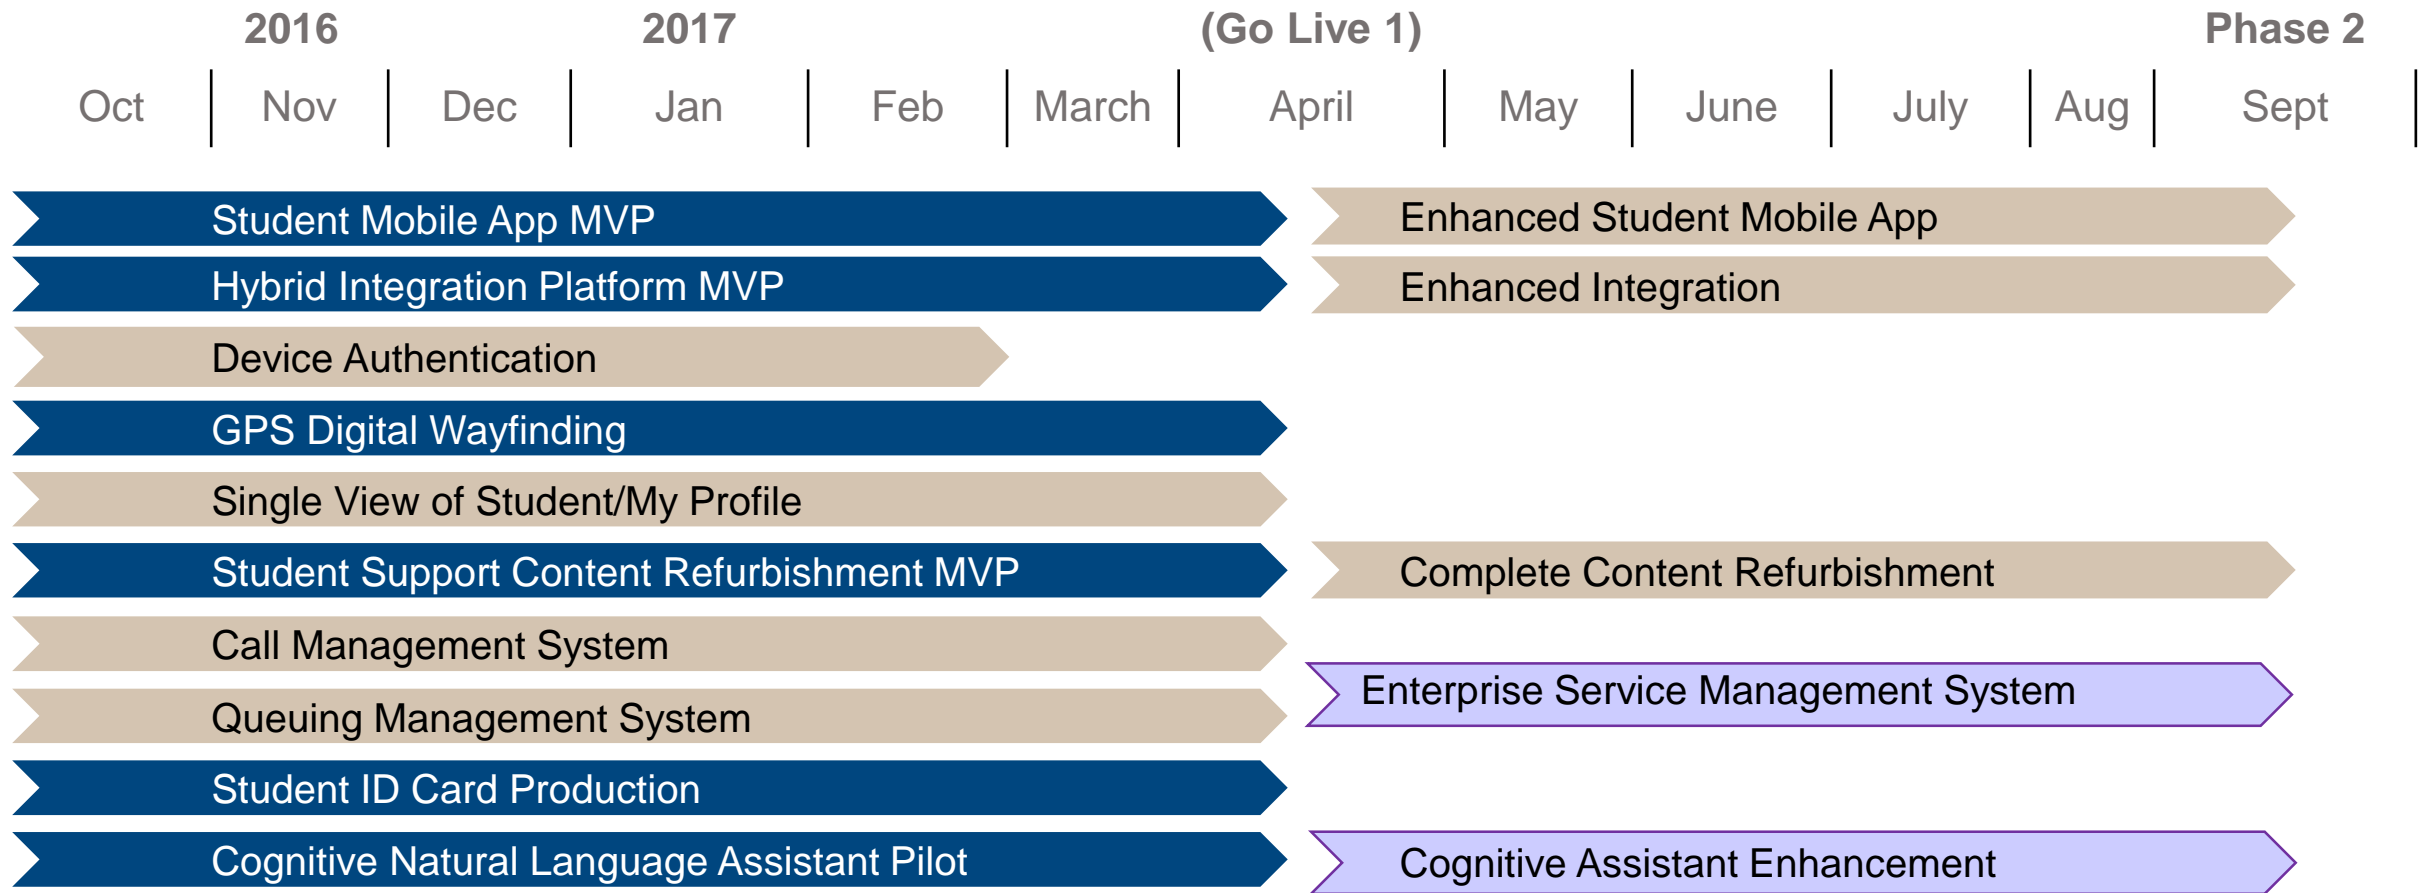 2016 2017 (Go Live 1) Phase 2
Oct Nov Dec Jan Feb March April May June July Aug Sept
Student Mobile App MVP Enhanced Student Mobile App
Hybrid Integration Platform MVP Enhanced Integration
Device Authentication
GPS Digital Wayfinding
Single View of Student/My Profile
Student Support Content Refurbishment MVP Complete Content Refurbishment
Call Management System
Enterprise Service Management System
Queuing Management System
Student ID Card Production
Cognitive Natural Language Assistant Pilot Cognitive Assistant Enhancement